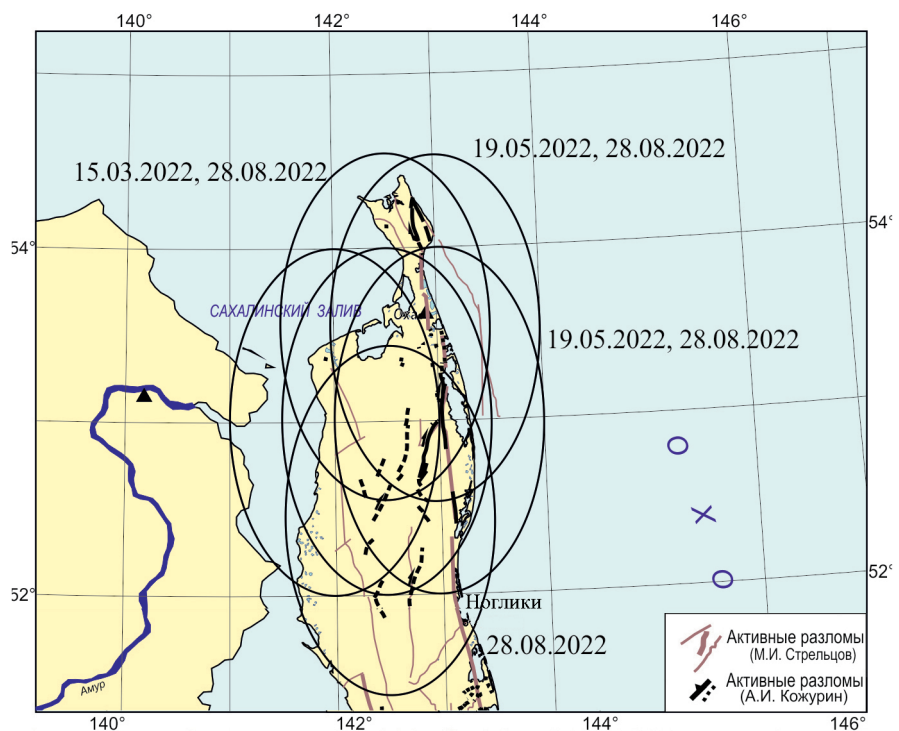 140° 142° 144° 146°
19.05.2022, 28.08.2022
15.03.2022, 28.08.2022
54° 54°
САХАЛИНСКИЙ ЗАЛИВ
Оха
19.05.2022, 28.08.2022
О
Х
О
52° 52°
Ноглики
28.08.2022
Активные разломы
(М.И. Стрельцов)
Активные разломы
(А.И. Кожурин)
Амур
140° 142° 144° 146°